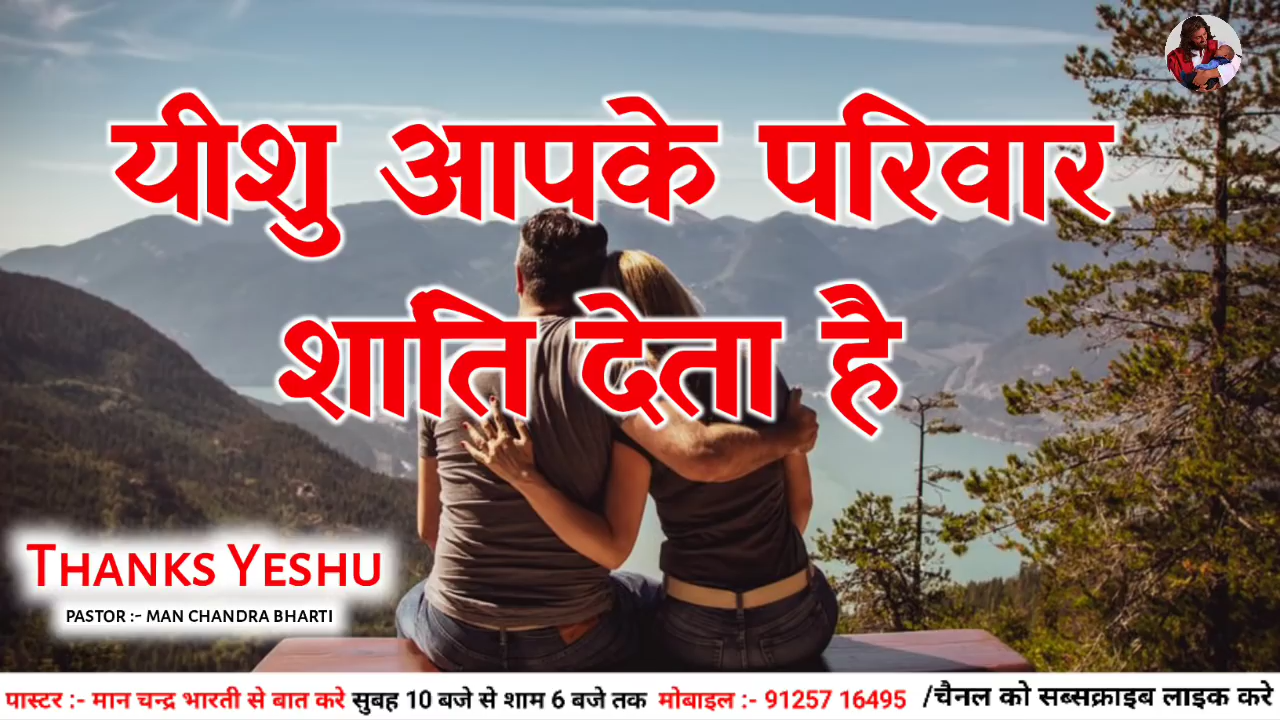 यीशु आपके परिवार
शांति देता है
THANKS YESHU
PASTOR :- MAN CHANDRA BHARTI
पास्टर :- मान चन्द्र भारती से बात करे सुबह 10 बजे से शाम 6 बजे तक मोबाइल :- 91257 16495 /चैनल को सब्सक्राइब लाइक करे